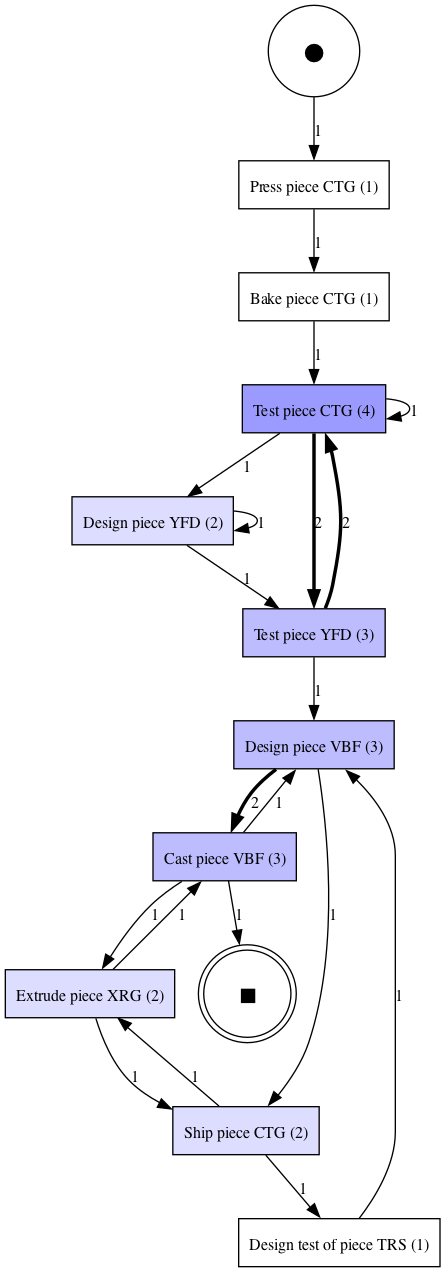 1
Press piece CTG (1)
1
Bake piece CTG (1)
1
Test piece CTG (4)
1
1
Design piece YFD (2)
1
2
2
1
Test piece YFD (3)
1
Design piece VBF (3)
2
1
Cast piece VBF (3)
1
1
1
1
Extrude piece XRG (2)
1
1
1
Ship piece CTG (2)
1
Design test of piece TRS (1)